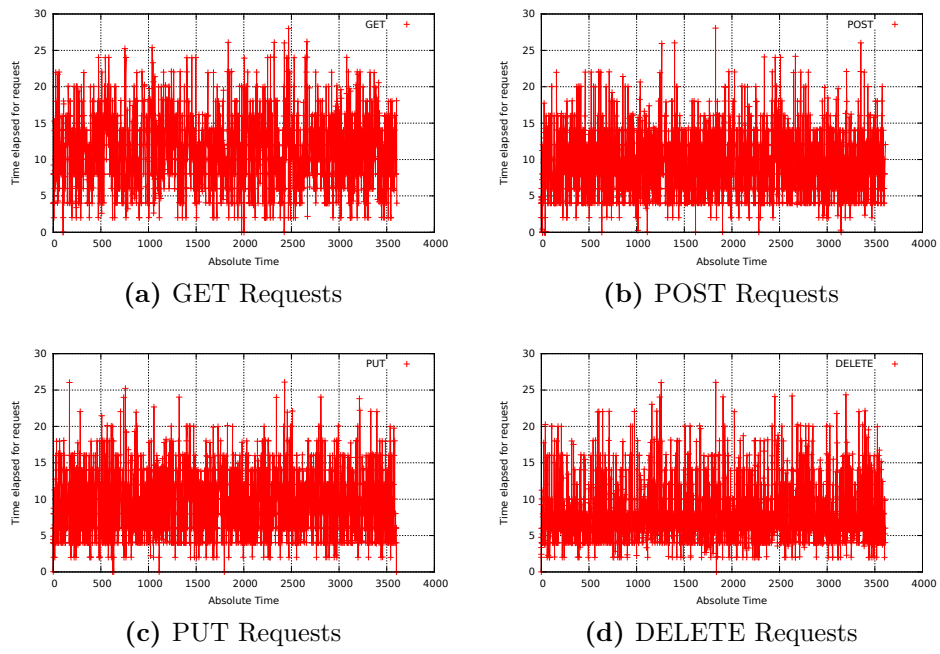 30
25
20
15
10
5
0
Time elapsed for request
GET
0 500 1000 1500 2000 2500 3000 3500 4000
Absolute Time
(a) GET Requests
30
25
20
15
10
5
0
Time elapsed for request
POST
0 500 1000 1500 2000 2500 3000 3500 4000
Absolute Time
(b) POST Requests
30
25
20
15
10
5
0
Time elapsed for request
PUT
0 500 1000 1500 2000 2500 3000 3500 4000
Absolute Time
(c) PUT Requests
30
25
20
15
10
5
0
Time elapsed for request
DELETE
0 500 1000 1500 2000 2500 3000 3500 4000
Absolute Time
(d) DELETE Requests